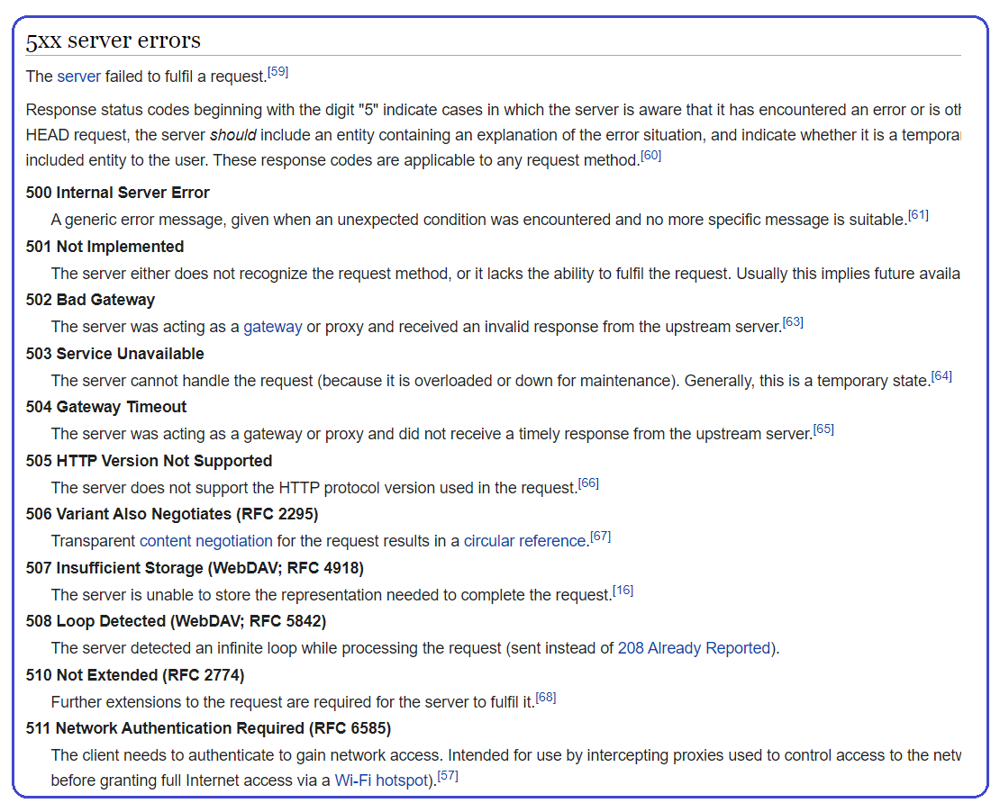 5xx server errors
The server failed to fulfil a request.[59]
Response status codes beginning with the digit "5" indicate cases in which the server is aware that it has encountered an error or is
HEAD request, the server should include an entity containing an explanation of the error situation, and indicate whether it is a
included entity to the user. These response codes are applicable to any request method.[60]
500 Internal Server Error
A generic error message, given when an unexpected condition was encountered and no more specific message is suitable.[61]
501 Not Implemented
The server either does not recognize the request method, or it lacks the ability to fulfil the request. Usually this implies future
502 Bad Gateway
The server was acting as a gateway or proxy and received an invalid response from the upstream server.[63]
503 Service Unavailable
The server cannot handle the request (because it is overloaded or down for maintenance). Generally, this is a temporary state.[64]
504 Gateway Timeout
The server was acting as a gateway or proxy and did not receive a timely response from the upstream server.[65]
505 HTTP Version Not Supported
The server does not support the HTTP protocol version used in the request.[66]
506 Variant Also Negotiates (RFC 2295)
Transparent content negotiation for the request results in a circular reference.[67]
507 Insufficient Storage (WebDAV; RFC 4918)
The server is unable to store the representation needed to complete the request.[16]
508 Loop Detected (WebDAV; RFC 5842)
The server detected an infinite loop while processing the request (sent instead of 208 Already Reported).
510 Not Extended (RFC 2774)
Further extensions to the request are required for the server to fulfil it.[68]
511 Network Authentication Required (RFC 6585)
The client needs to authenticate to gain network access. Intended for use by intercepting proxies used to control access to the
before granting full Internet access via a Wi-Fi hotspot).[57]